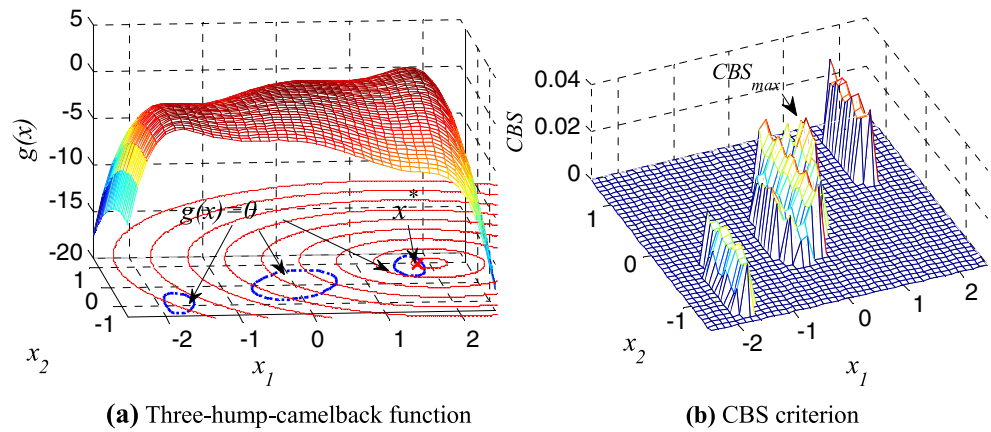 5
0
-5
-10
-15
-20
g(x)
g(x)=0
x*
1
0
-1
x2
-2
-1
0
1
2
x1
(a) Three-hump-camelback function
CBSmax
0.04
0.02
0
CBS
1
0
-1
-2
x2
-2
-1
0
1
2
x1
(b) CBS criterion